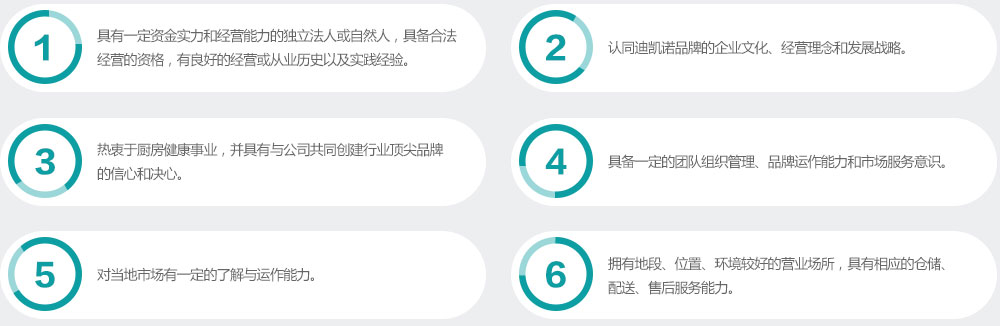 1
具有一定资金实力和经营能力的独立法人或自然人，具备合法
经营的资格，有良好的经营或从业历史以及实践经验。
2
认同迪凯诺品牌的企业文化、经营理念和发展战略。
3
热衷于厨房健康事业，并具有与公司共同创建行业顶尖品牌
的信心和决心。
4
具备一定的团队组织管理、品牌运作能力和市场服务意识。
5
对当地市场有一定的了解与运作能力。
6
拥有地段、位置、环境较好的营业场所，具有相应的仓储、
配送、售后服务能力。